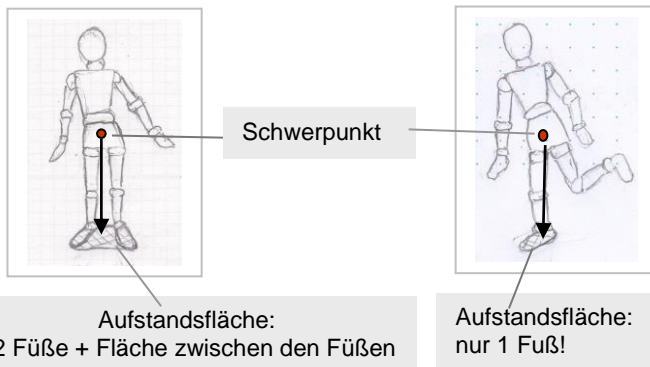 Schwerpunkt
Aufstandsfläche:
2 Füße + Fläche zwischen den Füßen
Aufstandsfläche:
nur 1 Fuß!